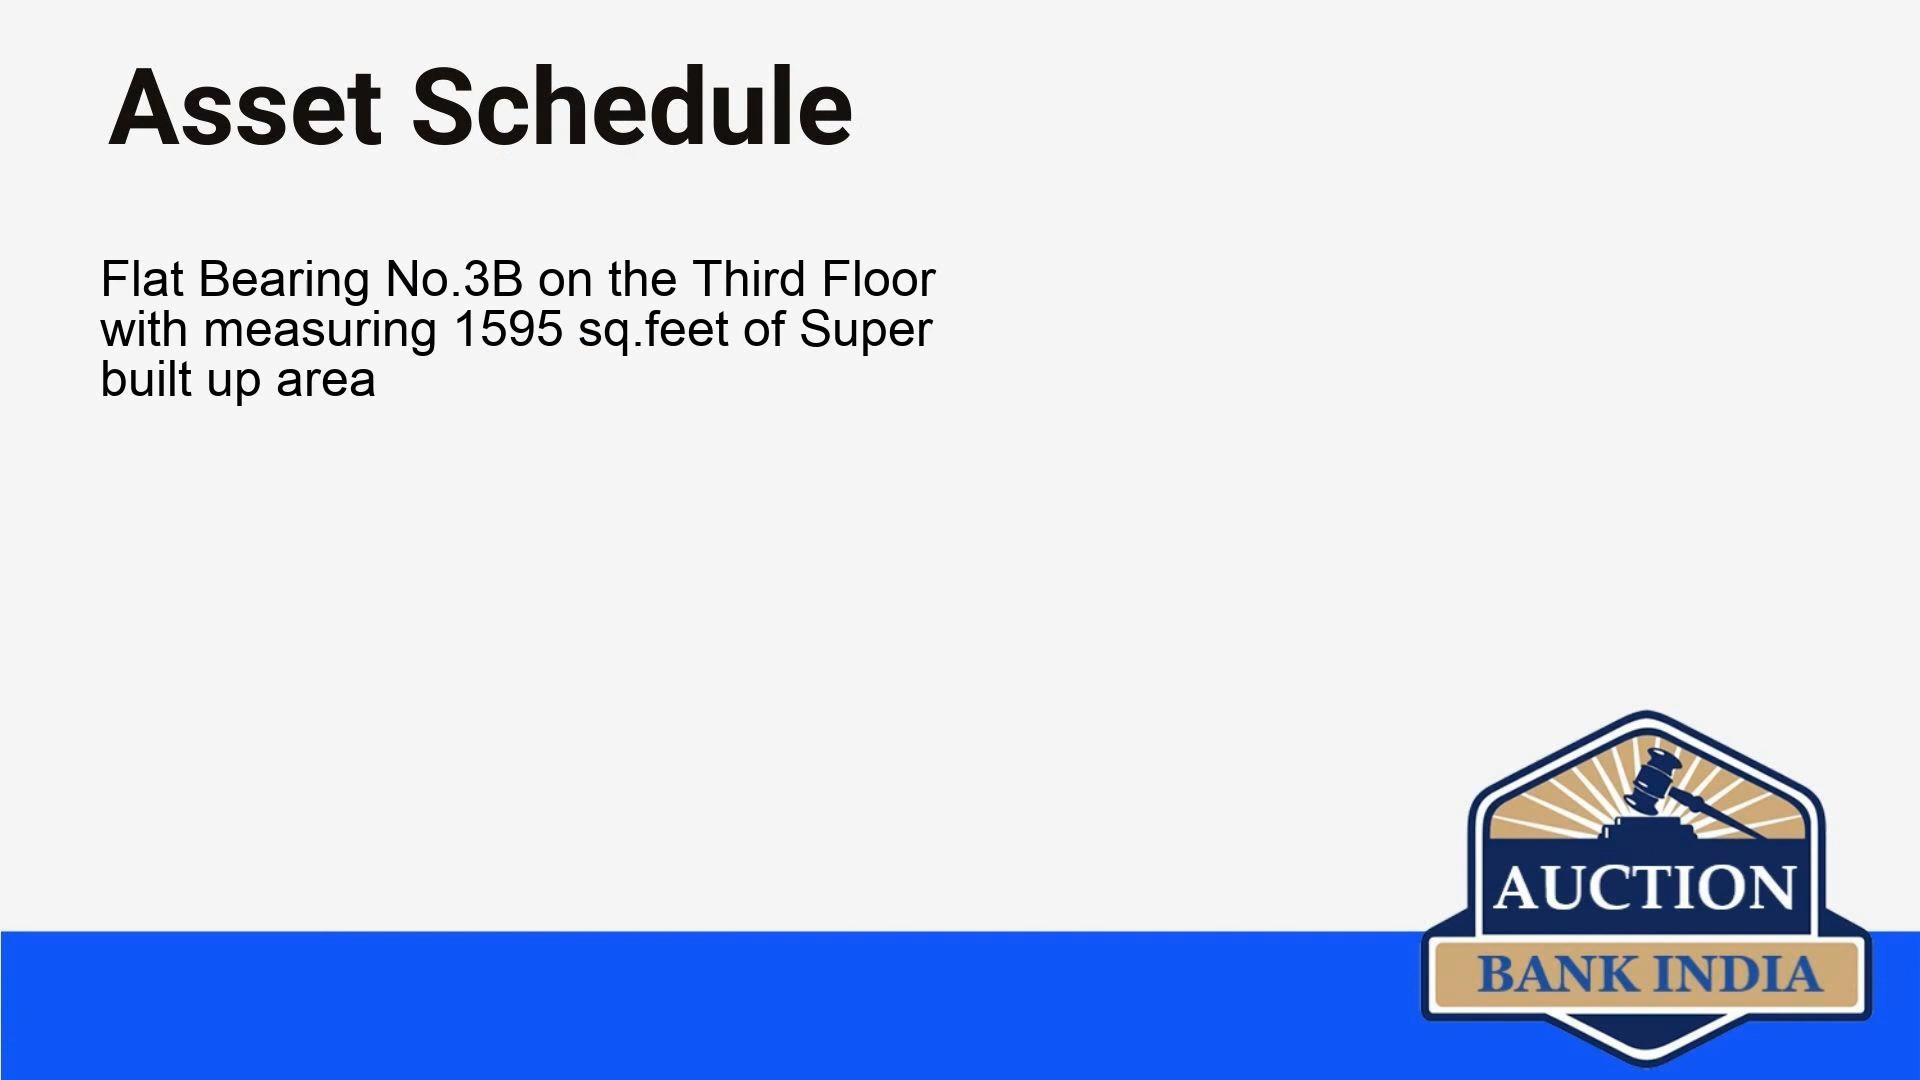 Asset Schedule
Flat Bearing No.3B on the Third Floor
with measuring 1595 sq.feet of Super
built up area
AUCTION
BANK INDIA